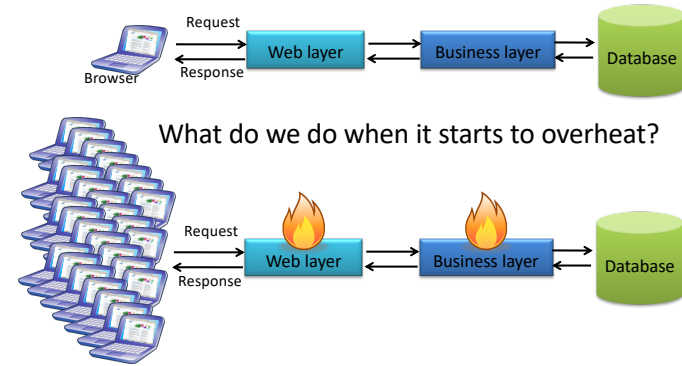 Request
Web layer
Business layer
Database
Response
Browser
What do we do when it starts to overheat?
Request
Web layer
Business layer
Database
Response